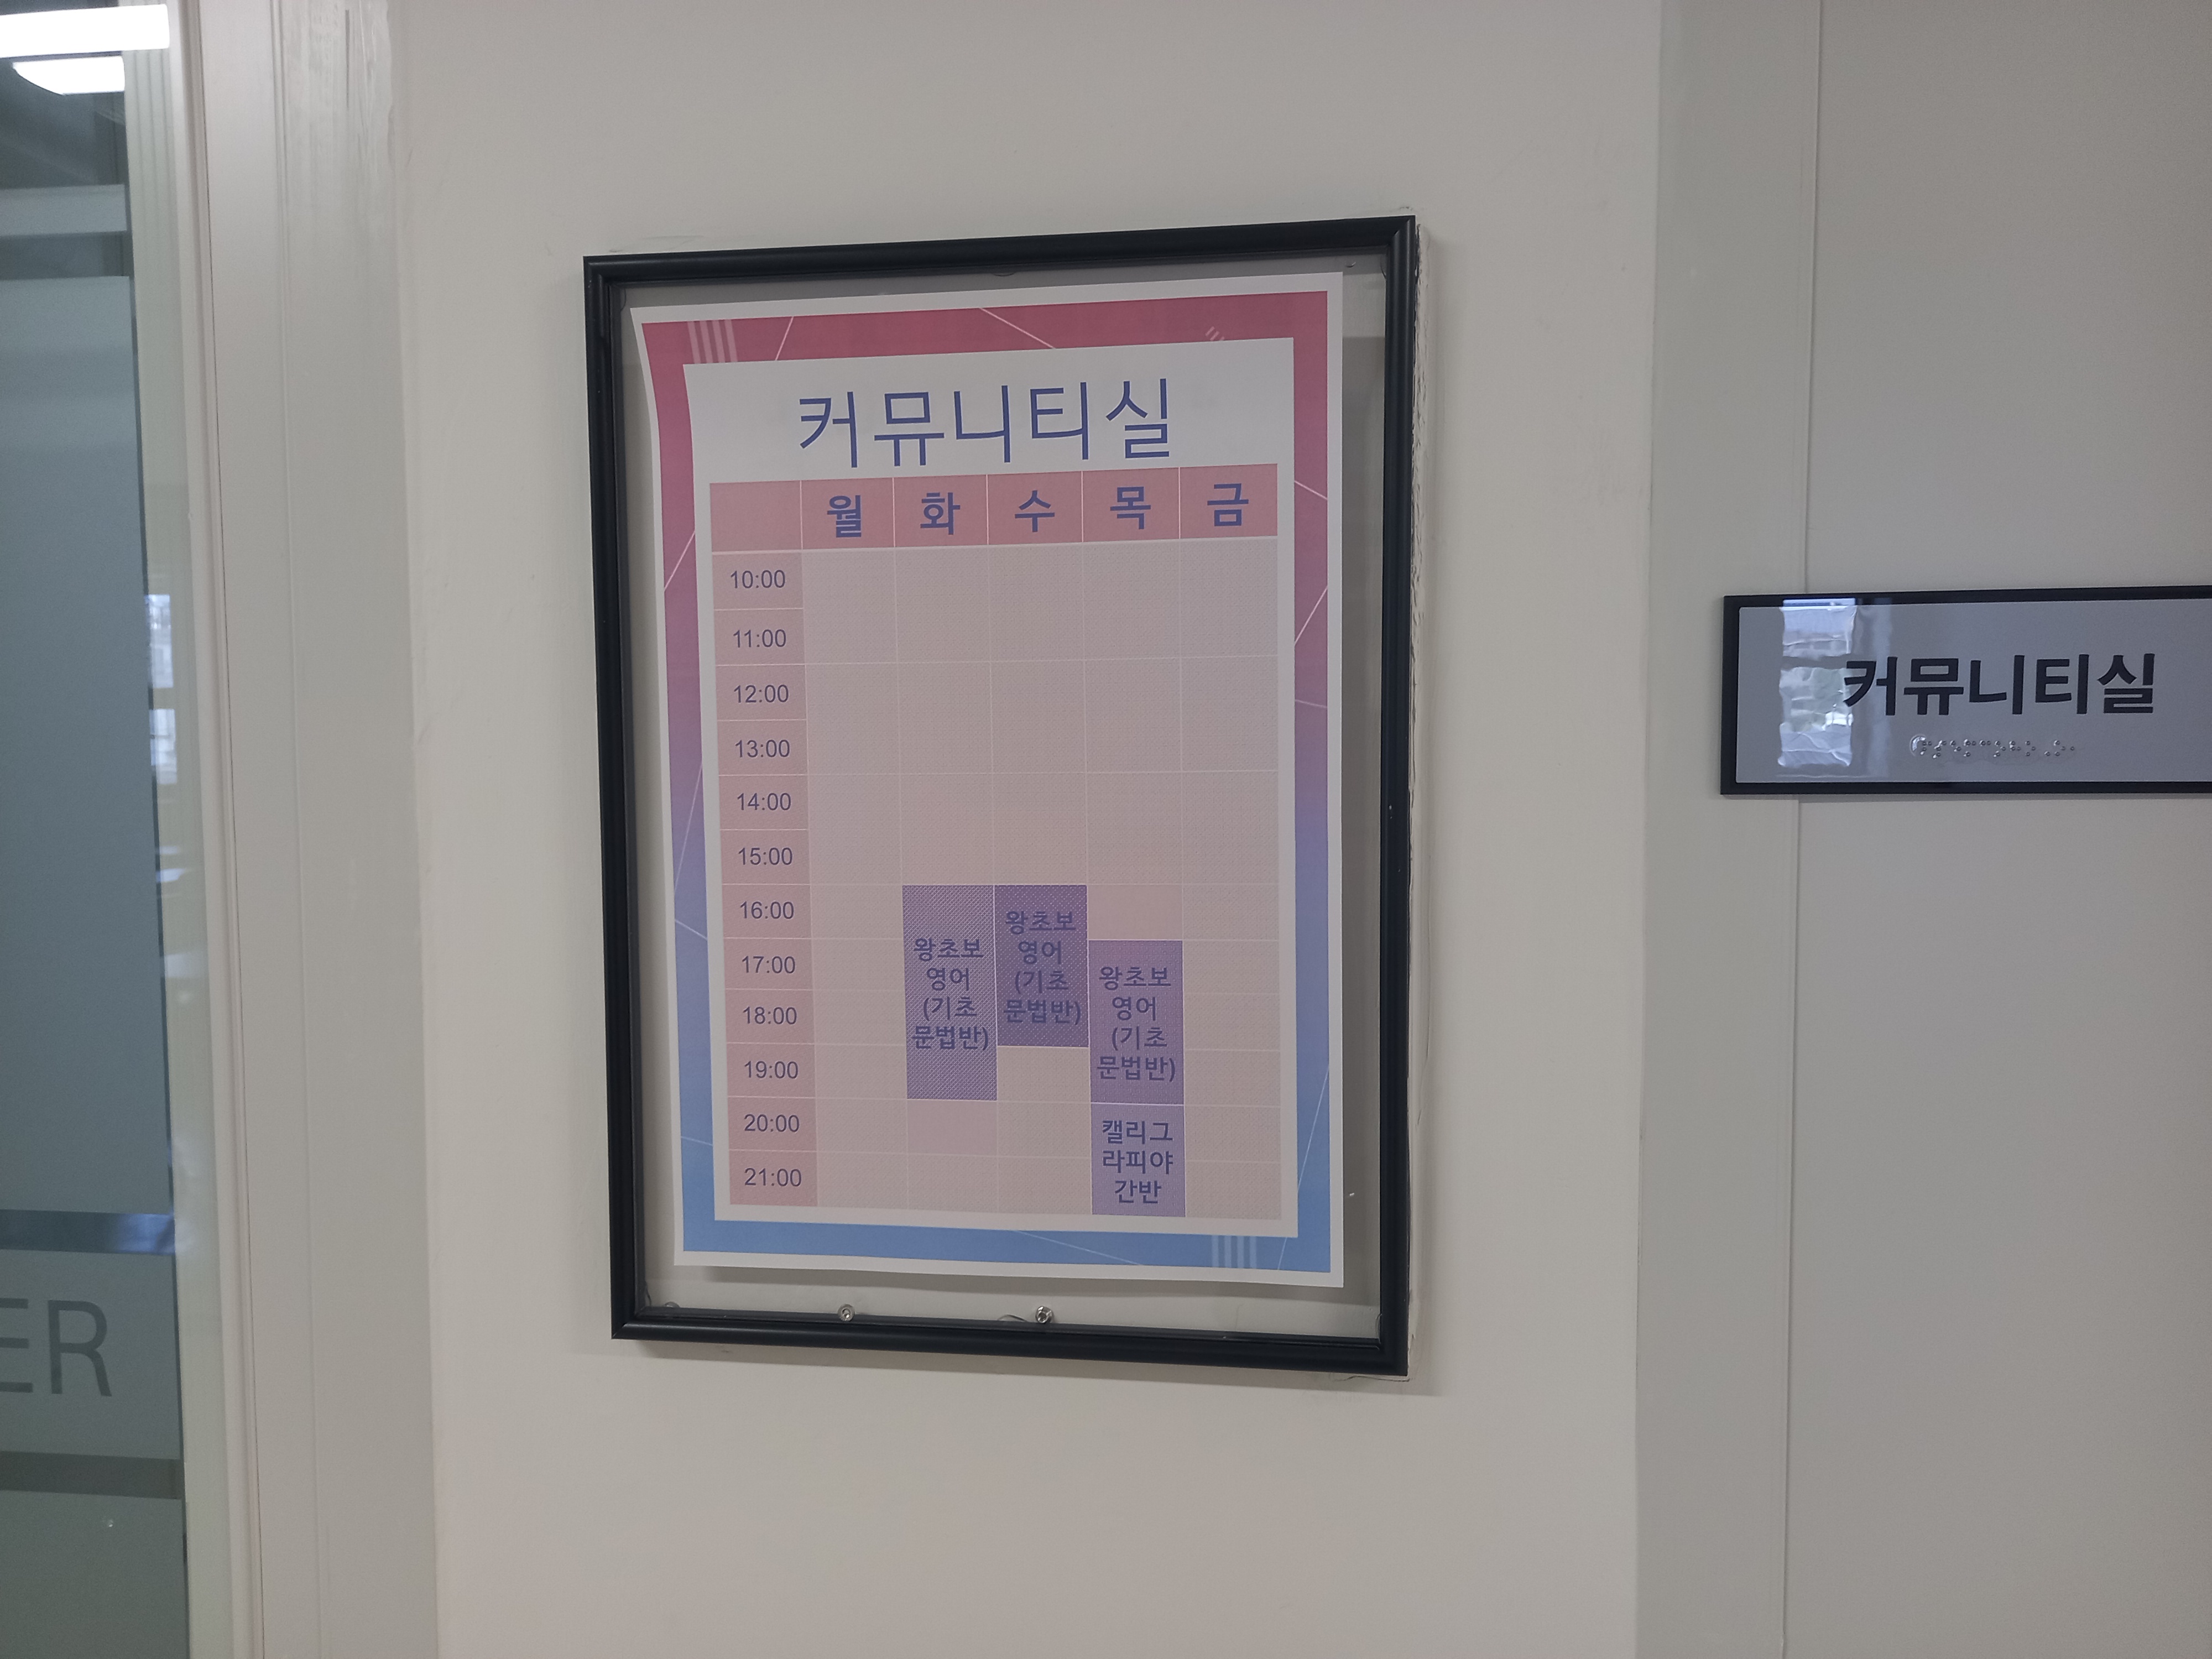 커뮤니티실
월 화 수 목 금
10:00
11:00
12:00
13:00
14:00
15:00
16:00
17:00
18:00
19:00
20:00
21:00
왕초보
영어
(기초
문법반)
왕초보
영어
(기초
문법반)
왕초보
영어
(기초
문법반)
캘리그
라피야
간반
커뮤니티실
ER